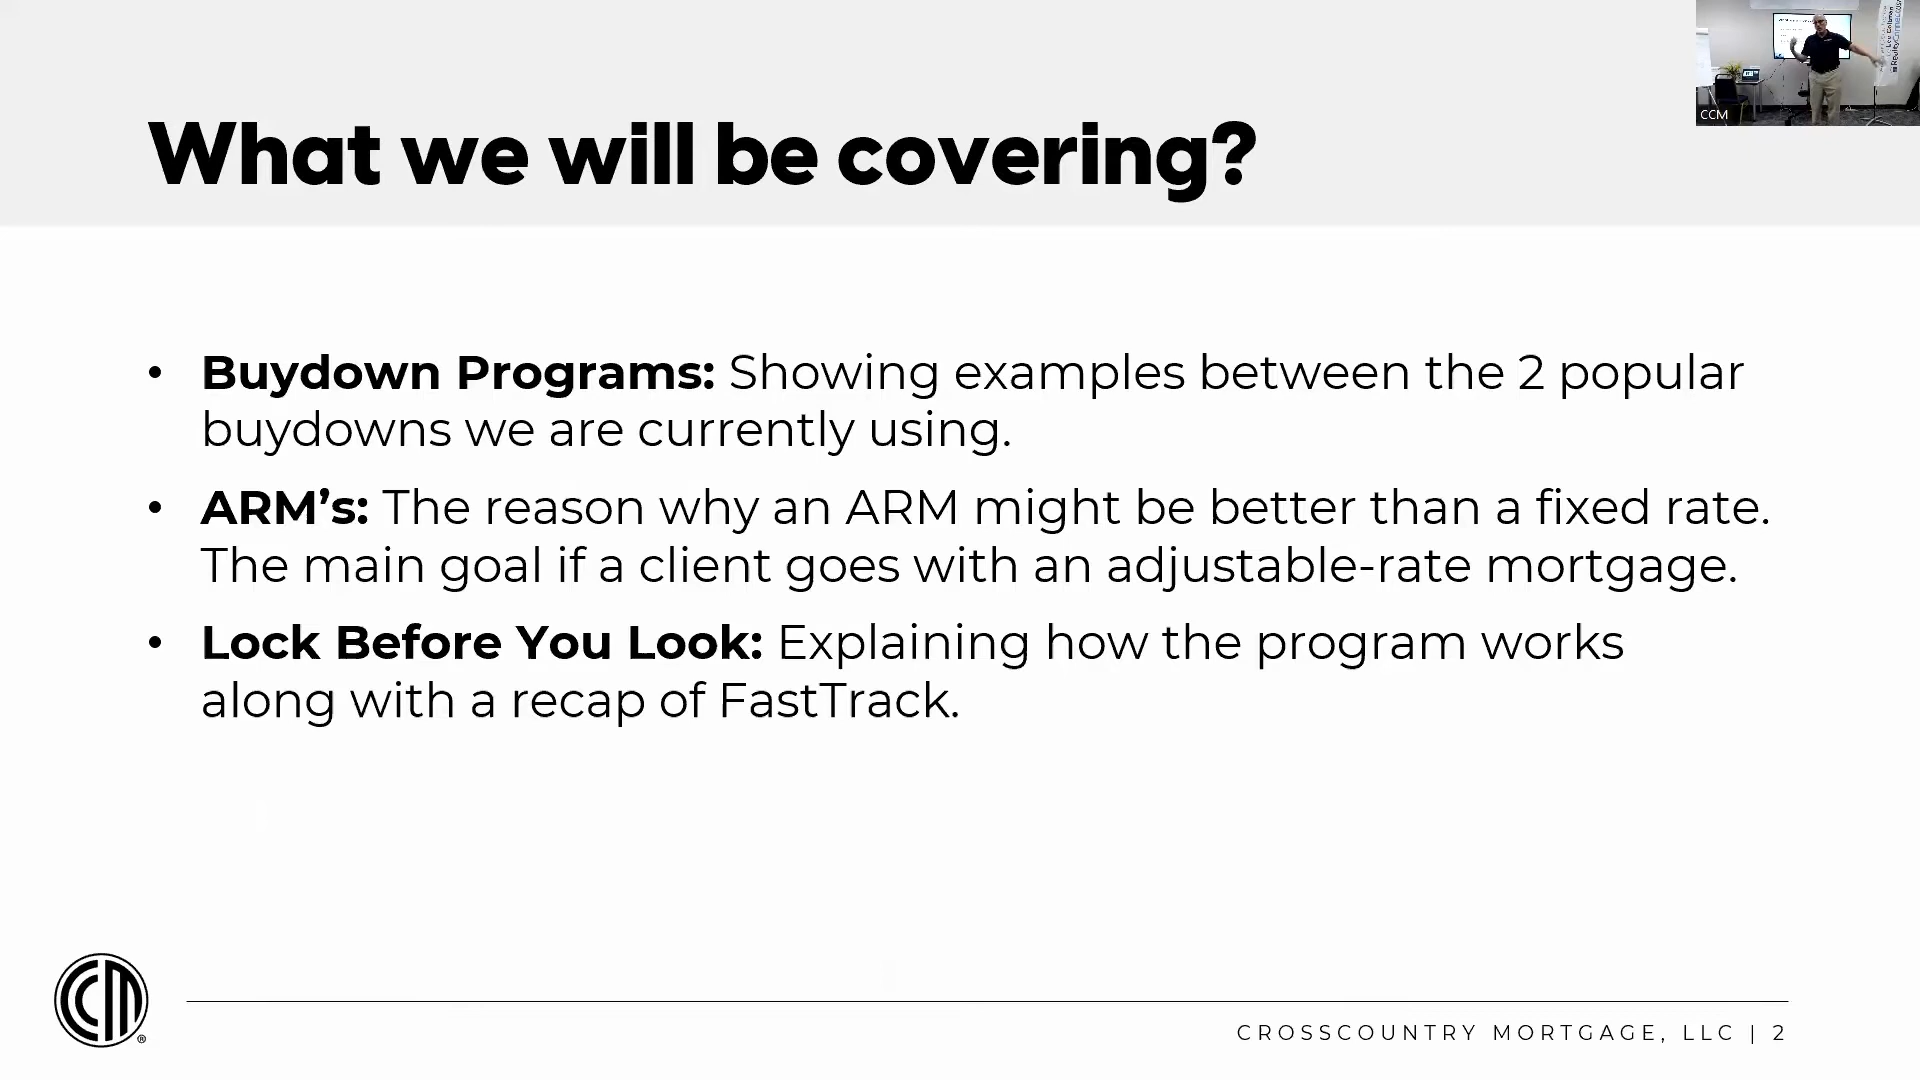 What we will be covering?
CCM
• Buydown Programs: Showing examples between the 2 popular
buydowns we are currently using.
• ARM’s: The reason why an ARM might be better than a fixed rate.
The main goal if a client goes with an adjustable-rate mortgage.
• Lock Before You Look: Explaining how the program works
along with a recap of FastTrack.
CCM®
CROSSCOUNTRY MORTGAGE, LLC | 2